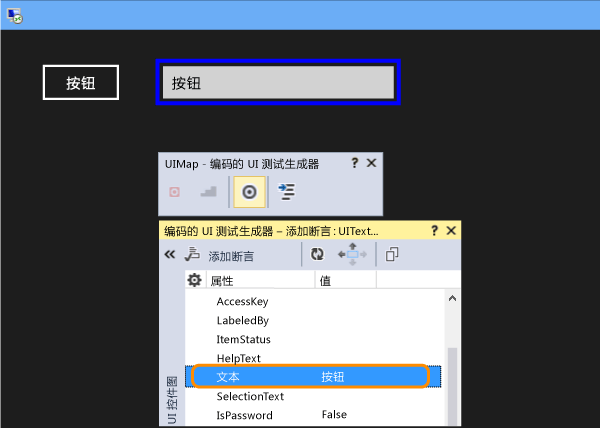 按钮
按钮
UIMap - 编码的 UI 测试生成器
编码的 UI 测试生成器 – 添加断言: UIText...
添加断言
属性 值
AccessKey
LabeledBy
ItemStatus
HelpText
文本 按钮
SelectionText
IsPassword False
UI 控件图